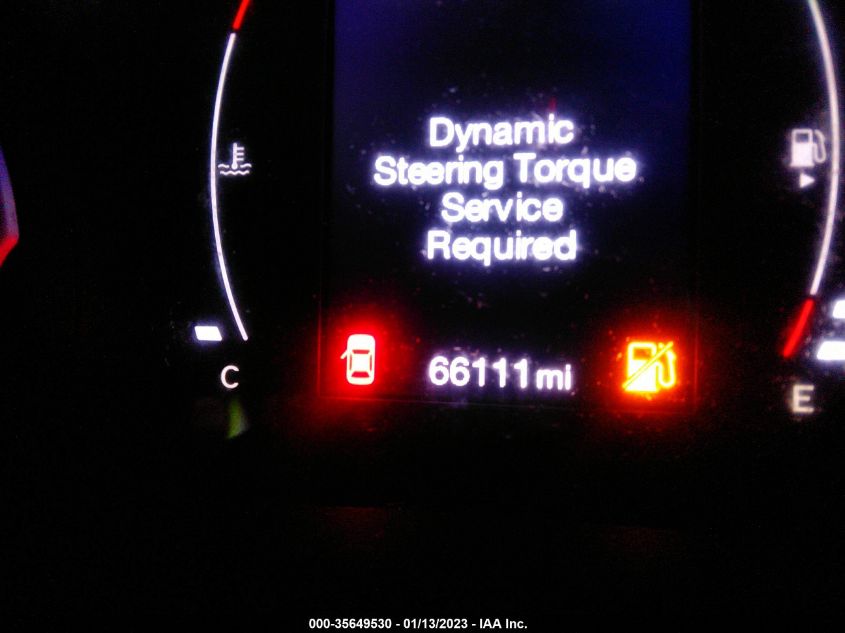 Dynamic
Steering Torque
Service
Required
66111 mi
C
E
000-35649530 - 01/13/2023 - IAA Inc.